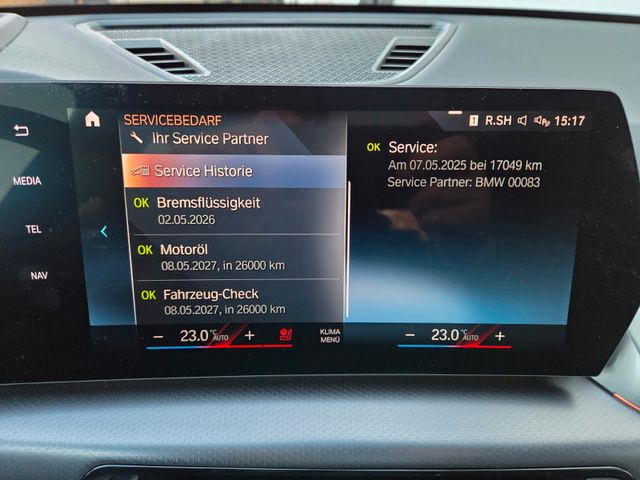 SERVICEBEDARF
1 R.SH 15:17
Ihr Service Partner
Service Historie
OK Bremsflüssigkeit
02.05.2026
OK Motoröl
08.05.2027, in 26000 km
OK Fahrzeug-Check
08.05.2027, in 26000 km
OK Service:
Am 07.05.2025 bei 17049 km
Service Partner: BMW 00083
MEDIA
TEL
NAV
− 23.0 °C AUTO +
KLIMA
MENÜ
− 23.0 °C AUTO +